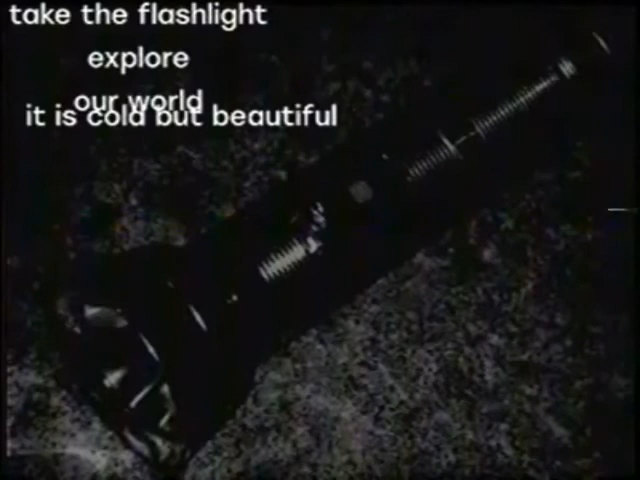 take the flashlight
explore
our world
it is cold but beautiful